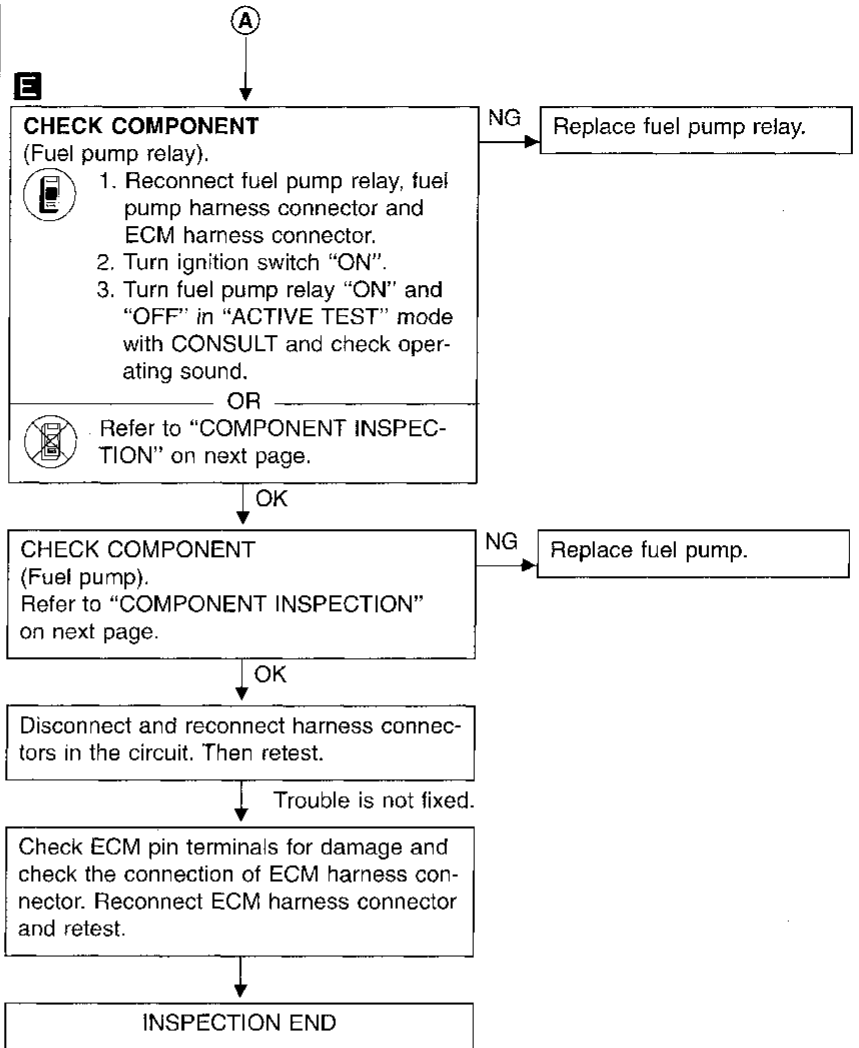 A
E
CHECK COMPONENT
NG
Replace fuel pump relay.
(Fuel pump relay).
1. Reconnect fuel pump relay, fuel
pump harness connector and
ECM harness connector.
2. Turn ignition switch “ON”.
3. Turn fuel pump relay “ON” and
“OFF” in “ACTIVE TEST” mode
with CONSULT and check oper-
ating sound.
OR
Refer to “COMPONENT INSPEC-
TION” on next page.
OK
CHECK COMPONENT
NG
Replace fuel pump.
(Fuel pump).
Refer to “COMPONENT INSPECTION”
on next page.
OK
Disconnect and reconnect harness connec-
tors in the circuit. Then retest.
Trouble is not fixed.
Check ECM pin terminals for damage and
check the connection of ECM harness con-
nector. Reconnect ECM harness connector
and retest.
INSPECTION END